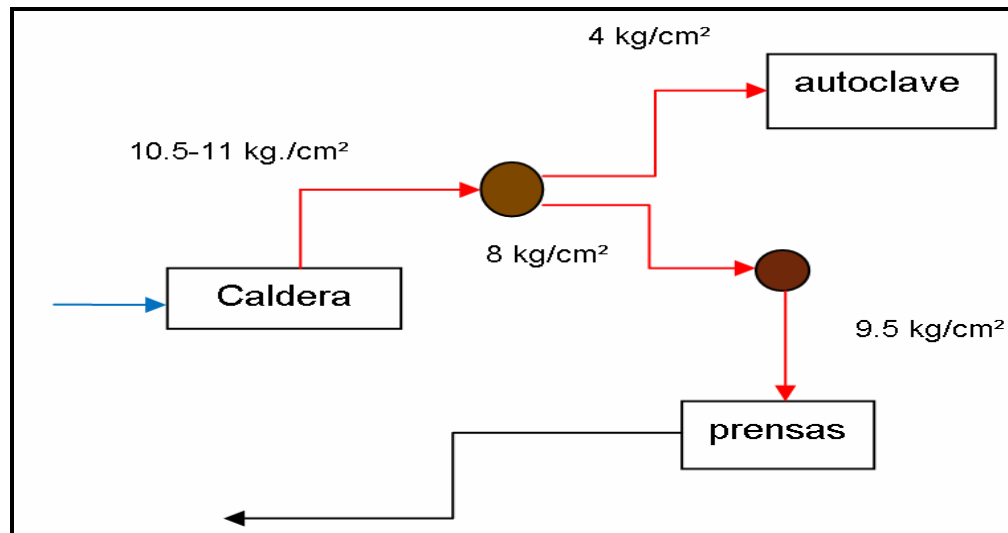 4 kg/cm²
autoclave
10.5-11 kg./cm²
8 kg/cm²
Caldera
9.5 kg/cm²
prensas